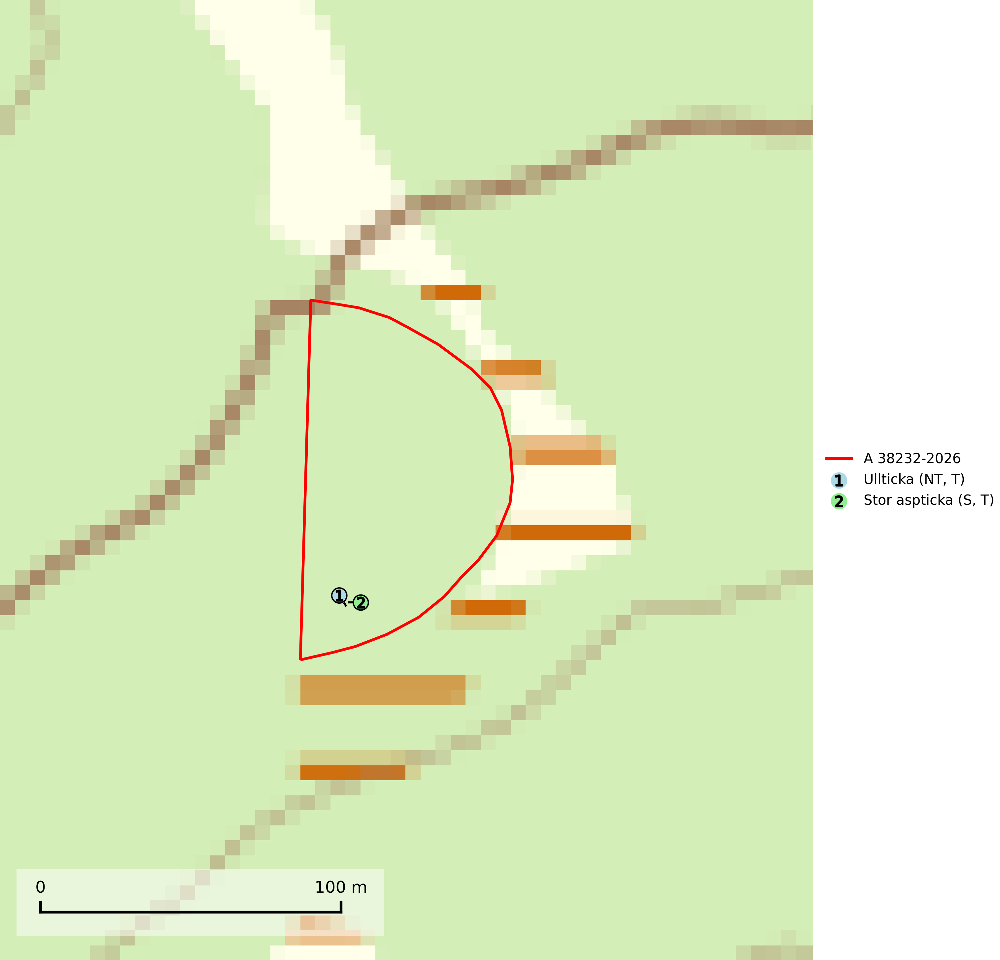 A 38232-2026
1 Ullticka (NT, T)
2 Stor aspticka (S, T)
1 2
0 100 m